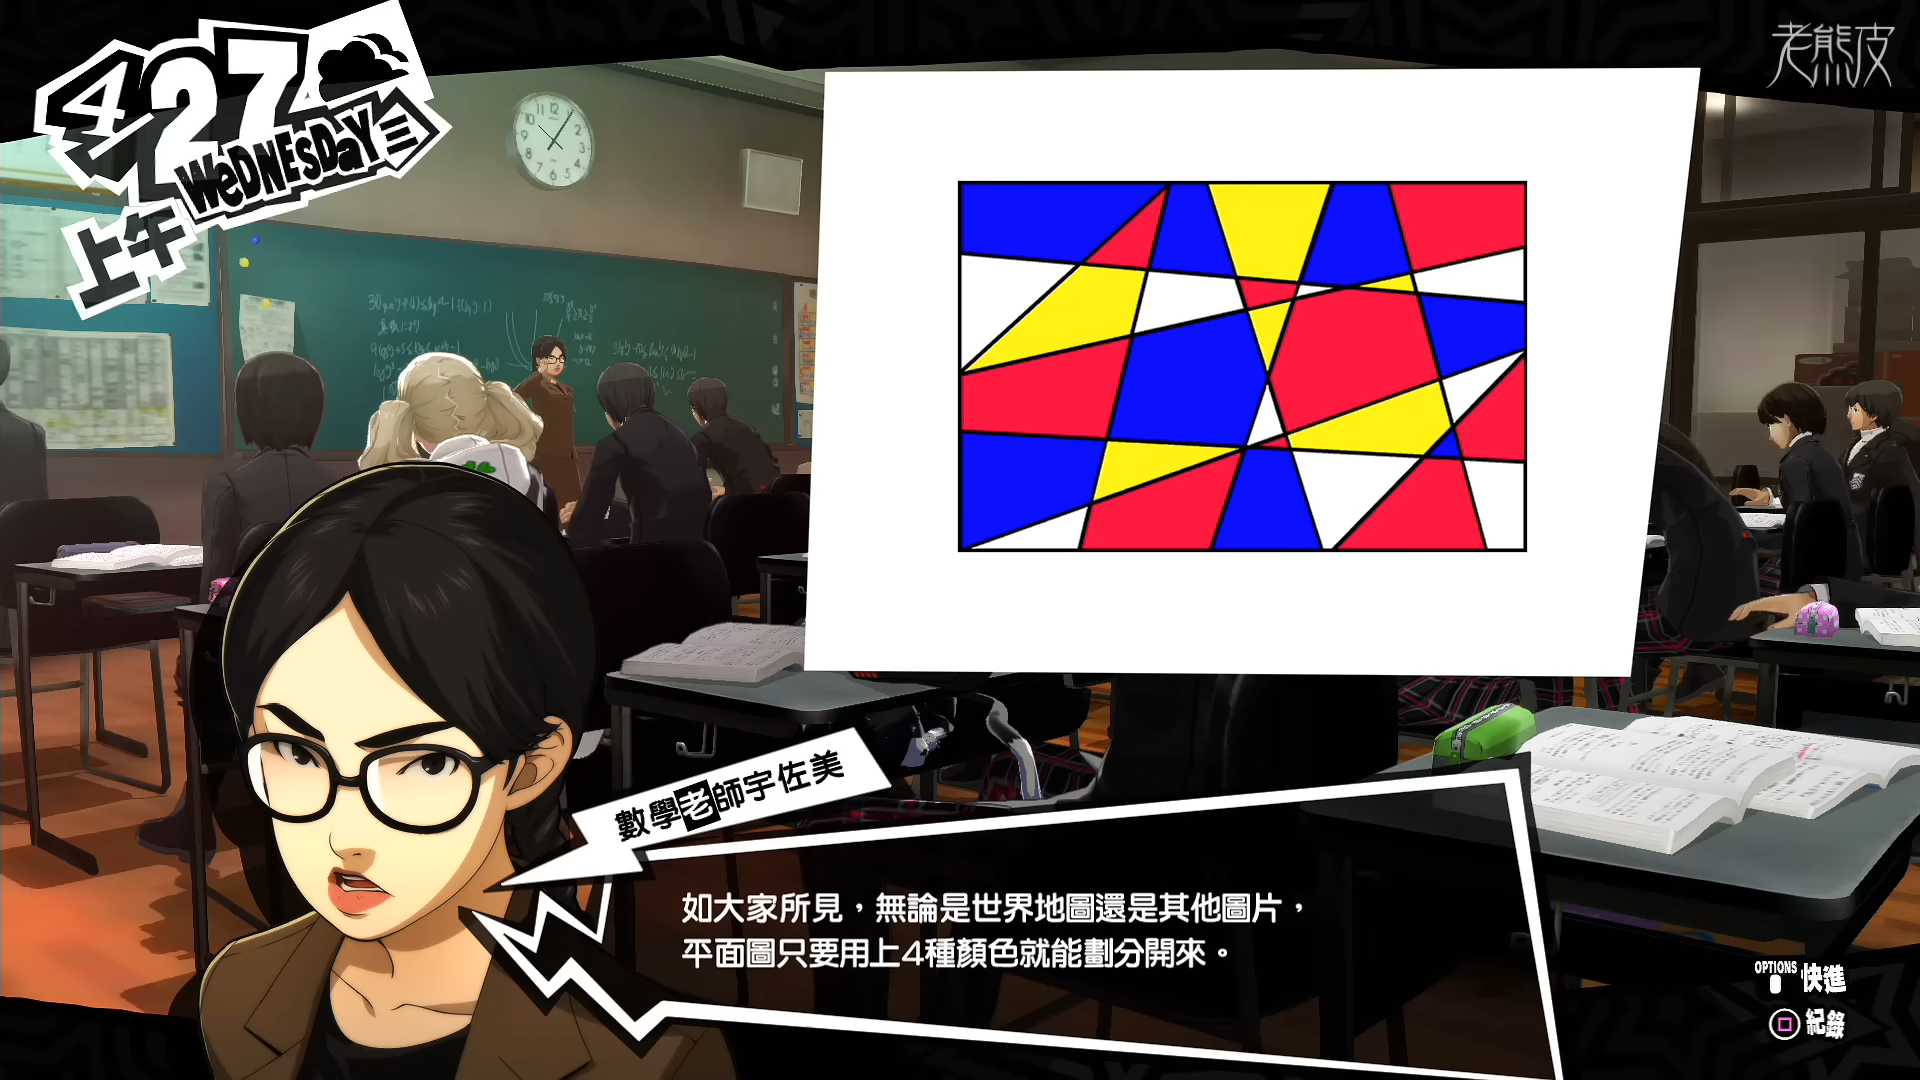 4 27
WeDNESDaY
上午
老熊皮
12
數學老師宇佐美
如大家所見，無論是世界地圖還是其他圖片，
平面圖只要用上4種顏色就能劃分開來。
OPTIONS 快進
紀錄